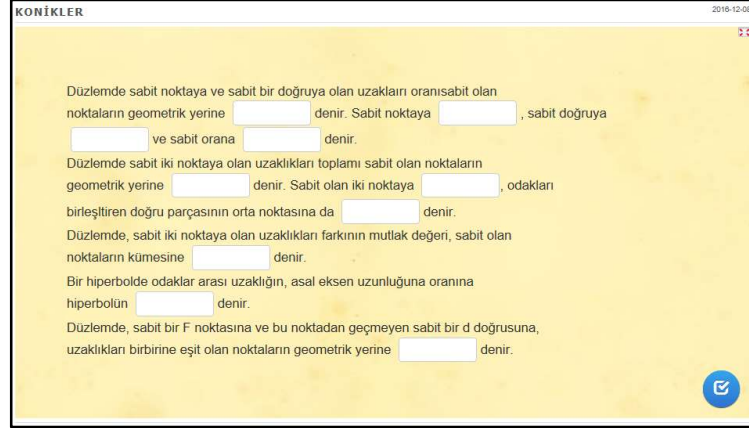 KONİKLER
2016-12-08
Düzlemde sabit noktaya ve sabit bir doğruya olan uzaklaırı oranısabit olan
noktaların geometrik yerine denir. Sabit noktaya , sabit doğruya
ve sabit orana denir.
Düzlemde sabit iki noktaya olan uzaklıkları toplamı sabit olan noktaların
geometrik yerine denir. Sabit olan iki noktaya , odakları
birleşltiren doğru parçasının orta noktasına da denir.
Düzlemde, sabit iki noktaya olan uzaklıkları farkının mutlak değeri, sabit olan
noktaların kümesine denir.
Bir hiperbolde odaklar arası uzaklığın, asal eksen uzunluğuna oranına
hiperbolün denir.
Düzlemde, sabit bir F noktasına ve bu noktadan geçmeyen sabit bir d doğrusuna,
uzaklıkları birbirine eşit olan noktaların geometrik yerine denir.